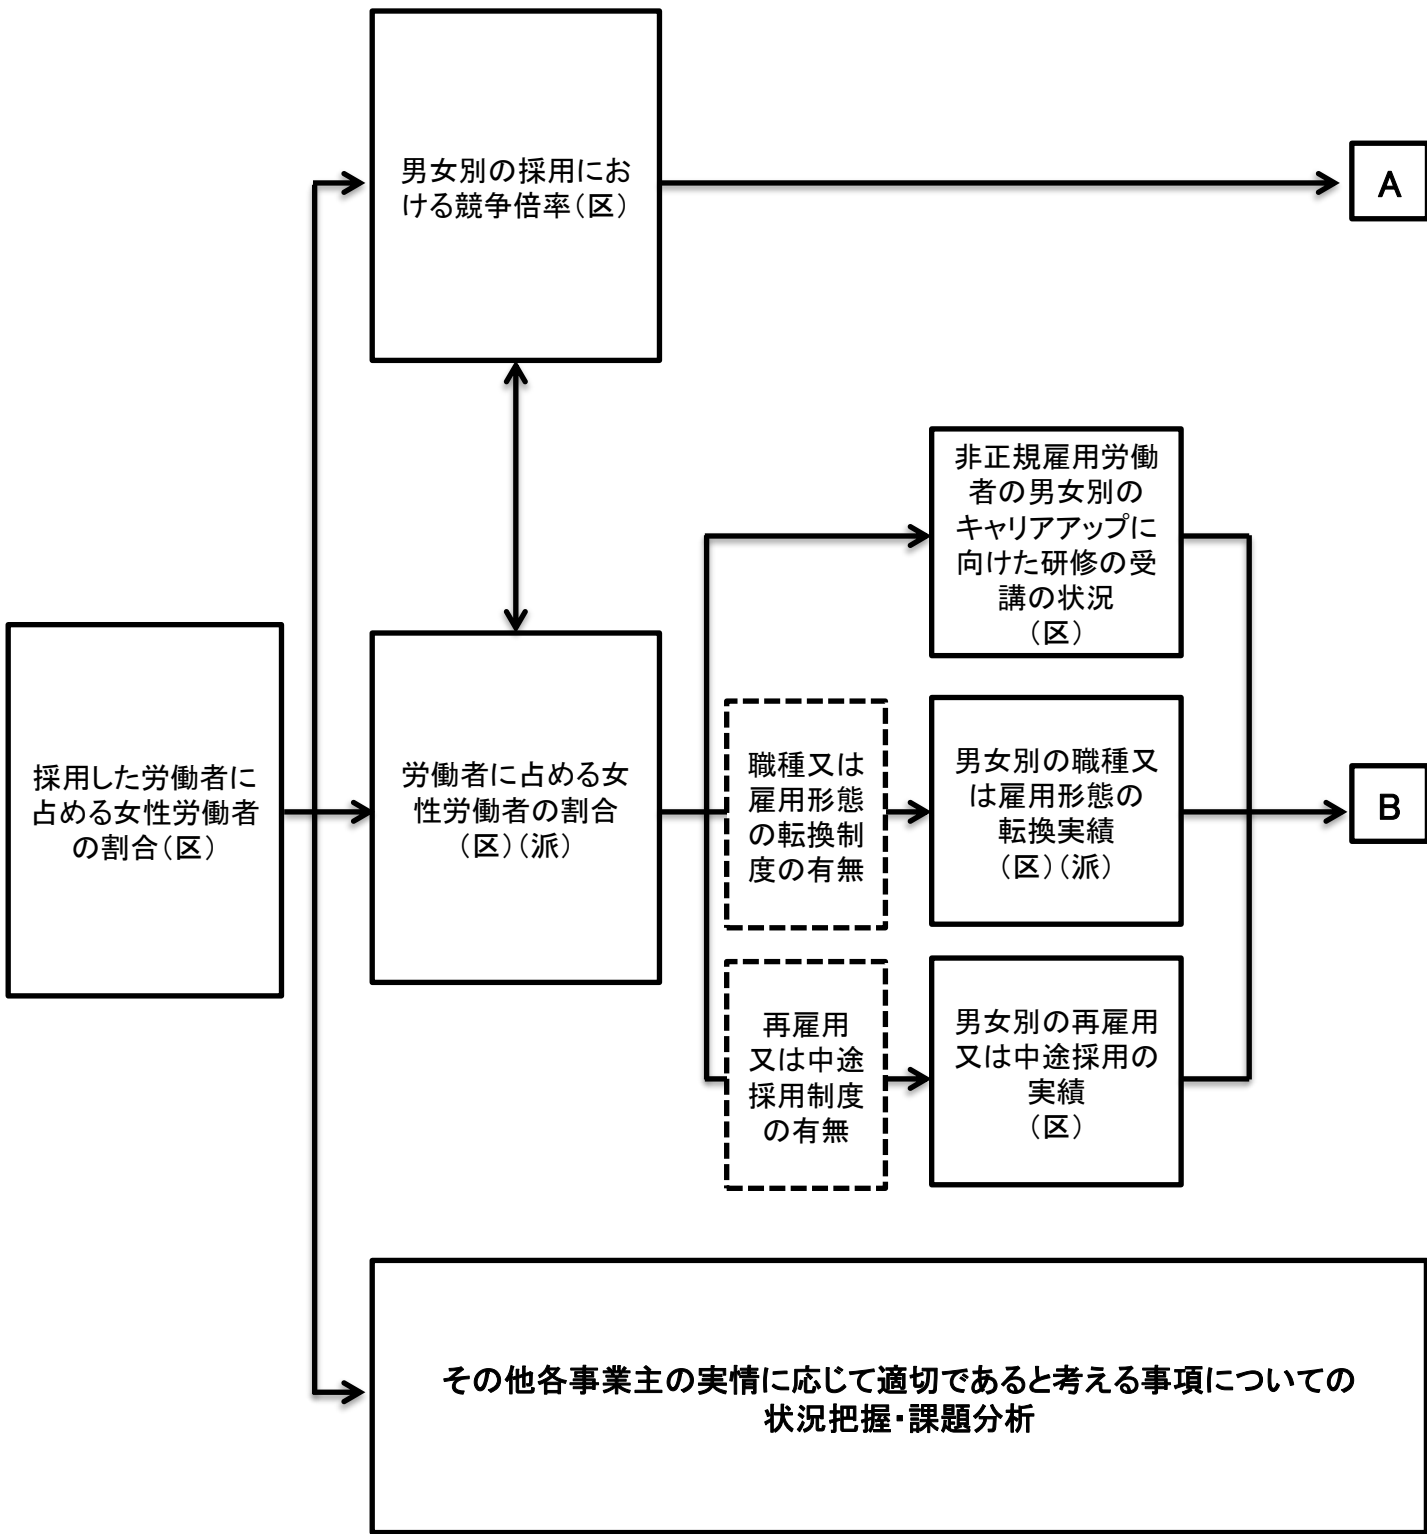 男女別の採用にお
ける競争倍率(区)
A
非正規雇用労働
者の男女別の
キャリアアップに
向けた研修の受
講の状況
(区)
採用した労働者に
占める女性労働者
の割合(区)
労働者に占める女
性労働者の割合
(区)(派)
職種又は
雇用形態
の転換制
度の有無
男女別の職種又
は雇用形態の
転換実績
(区)(派)
B
再雇用
又は中途
採用制度
の有無
男女別の再雇用
又は中途採用の
実績
(区)
その他各事業主の実情に応じて適切であると考える事項についての
状況把握・課題分析